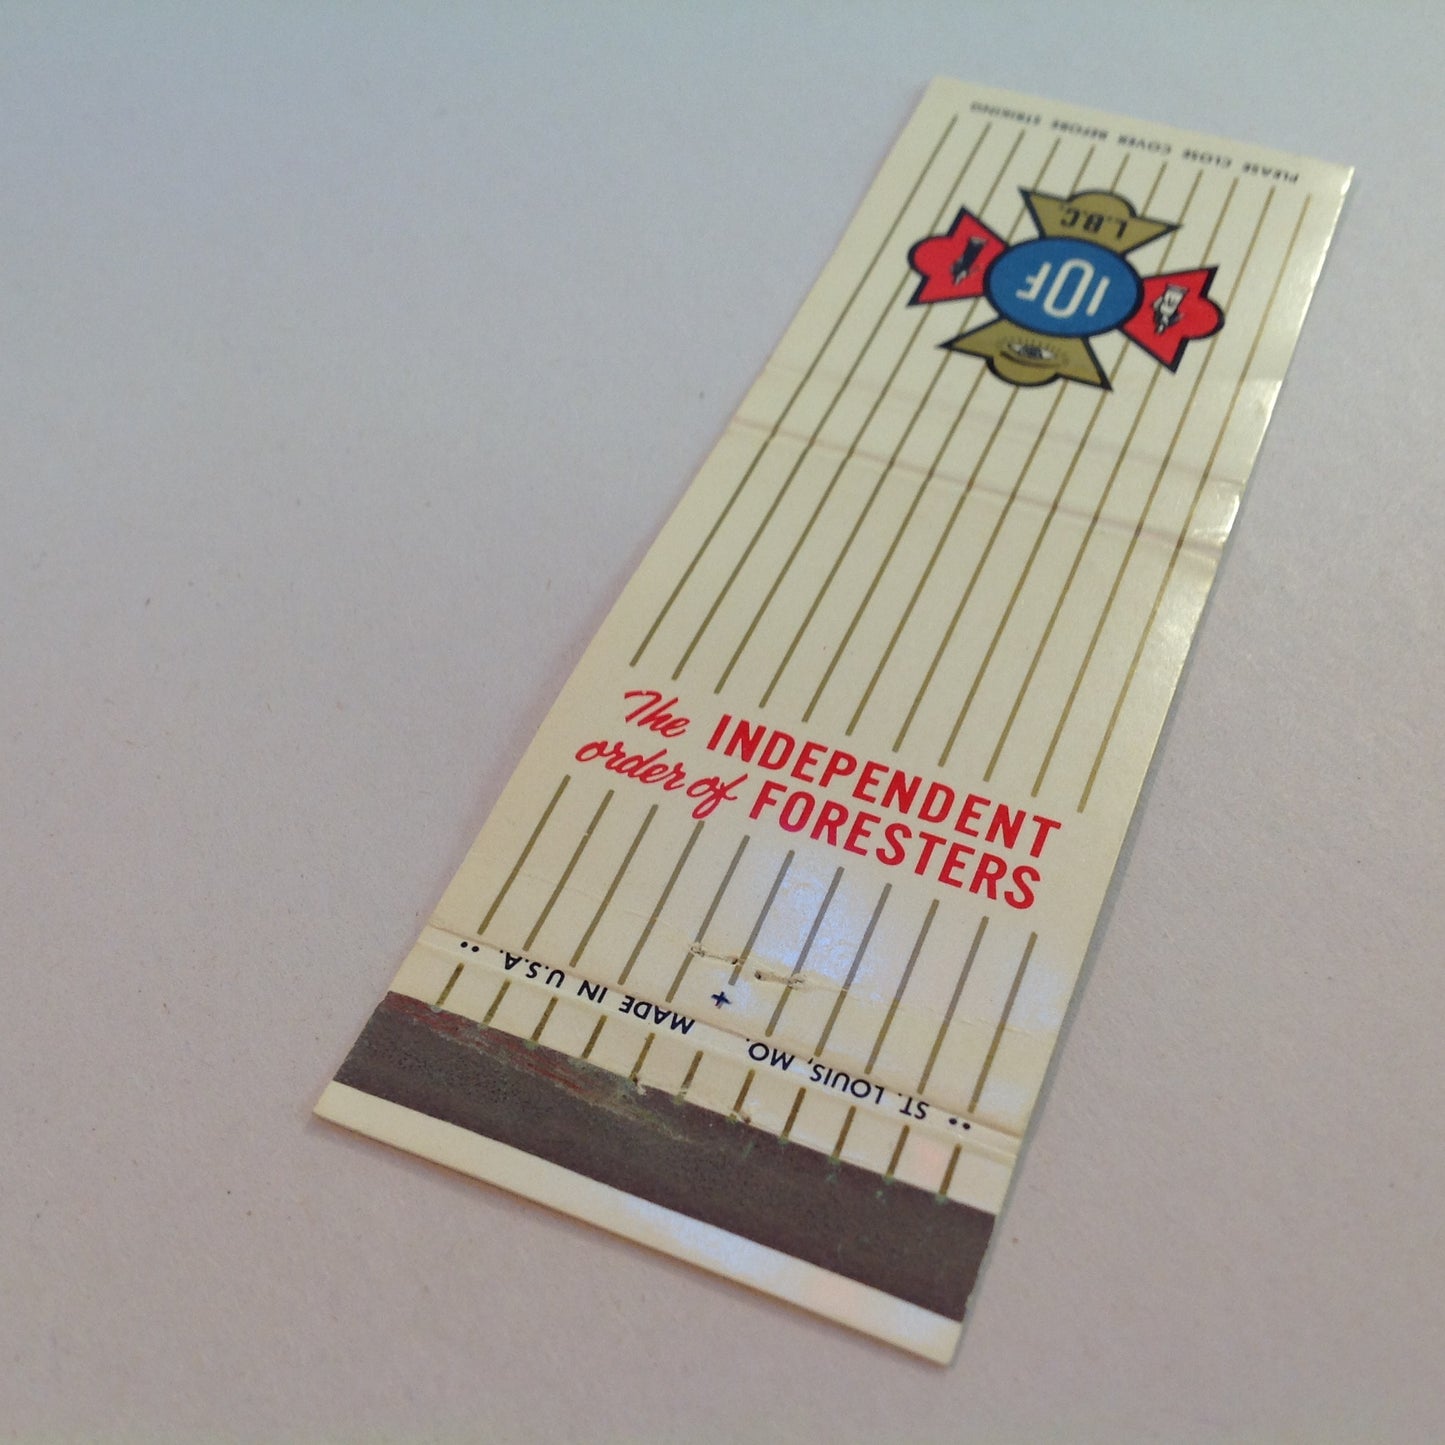 PLEASE CLOSE COVER BEFORE STRIKING
L.B.C.
IOF
The INDEPENDENT
order of FORESTERS
ST. LOUIS, MO. MADE IN U.S.A.